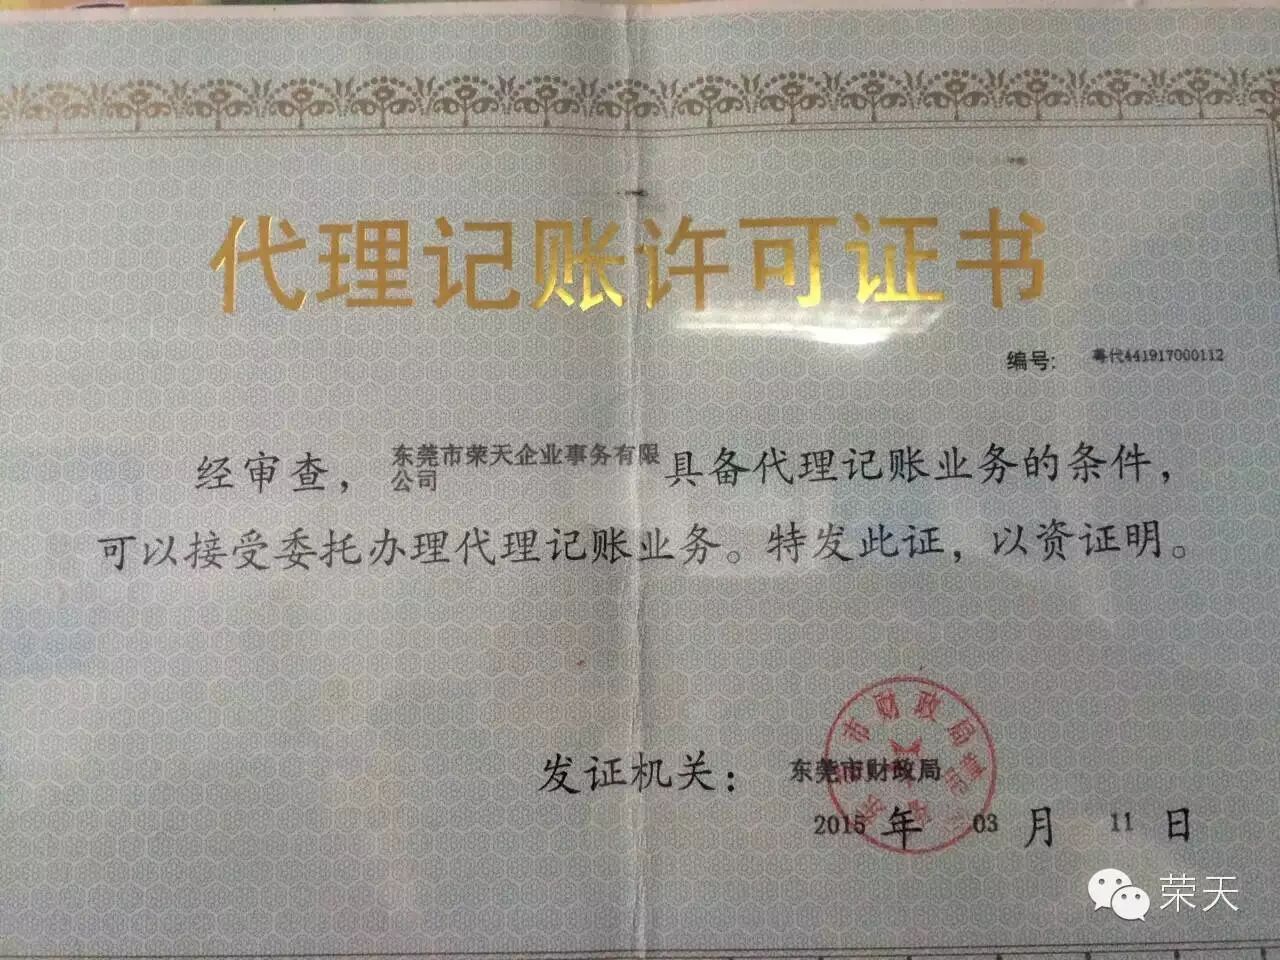 代理记账许可证书
编号: 粤代441917000112
经审查，东莞市荣天企业事务有限公司具备代理记账业务的条件，
可以接受委托办理代理记账业务。特发此证，以资证明。
市财政局
发证机关：东莞市财政局
2015 年 03 月 11 日
荣天